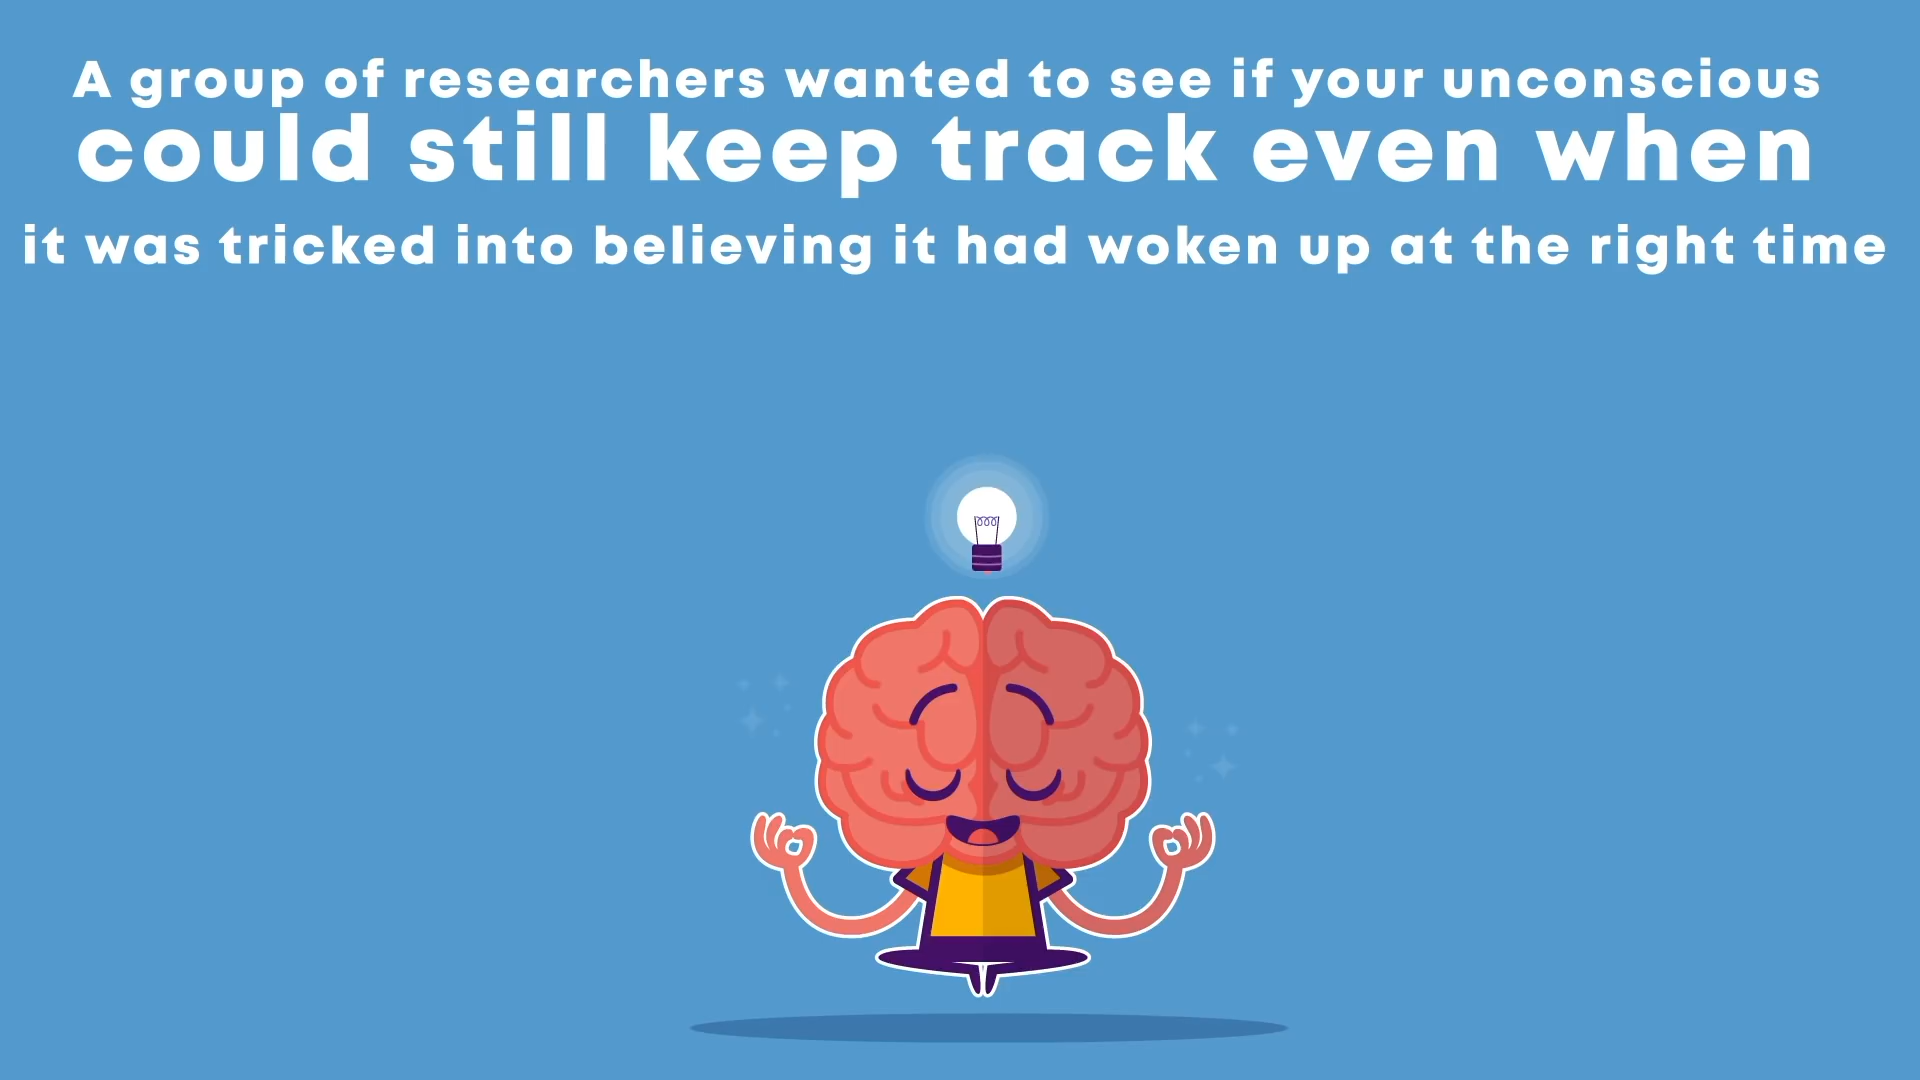 A group of researchers wanted to see if your unconscious
could still keep track even when
it was tricked into believing it had woken up at the right time